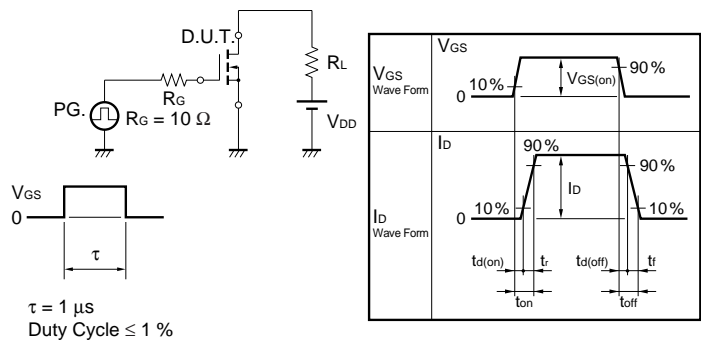 D.U.T.
RL
RG
PG.
RG = 10 Ω
VDD
VGS
0
τ
τ = 1 μs
Duty Cycle ≤ 1 %
VGS
Wave Form
VGS
90 %
10 %
VGS(on)
0
ID
Wave Form
ID
90 %
90 %
ID
10 %
10 %
0
td(on)
tr
td(off)
tf
ton
toff